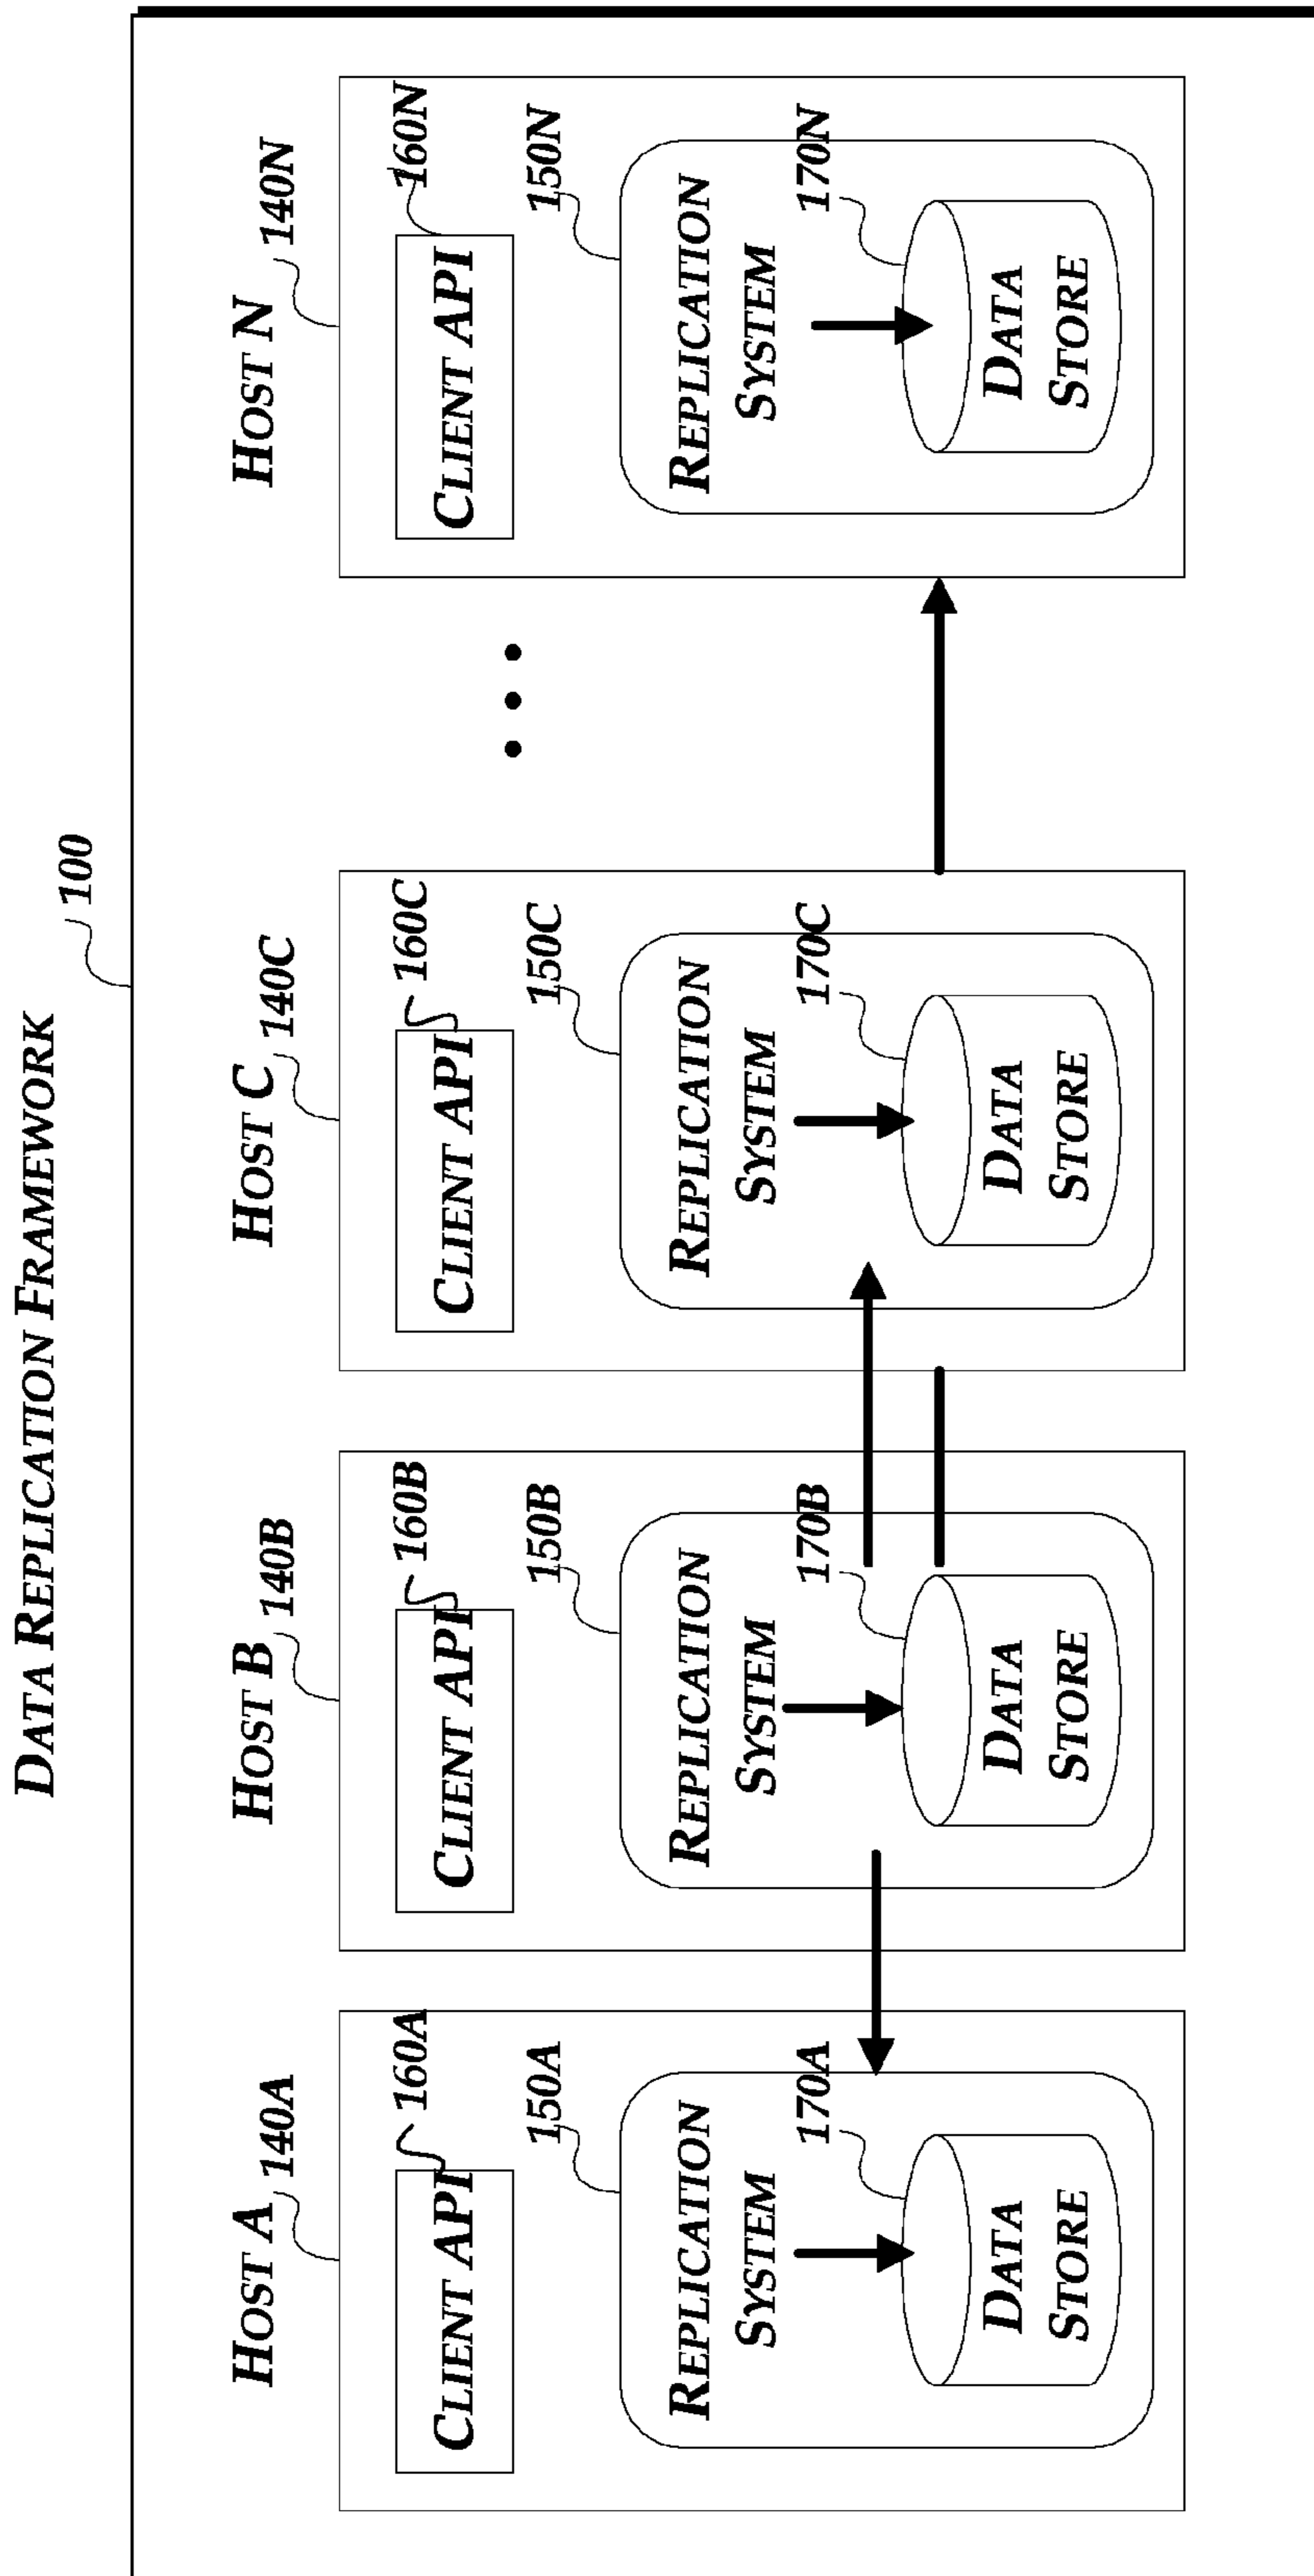 DATA REPLICATION FRAMEWORK
100
HOST A
140A
CLIENT API
160A
150A
REPLICATION
SYSTEM
170A
DATA
STORE
HOST B
140B
CLIENT API
160B
150B
REPLICATION
SYSTEM
170B
DATA
STORE
HOST C
140C
CLIENT API
160C
150C
REPLICATION
SYSTEM
170C
DATA
STORE
HOST N
140N
CLIENT API
160N
150N
REPLICATION
SYSTEM
170N
DATA
STORE